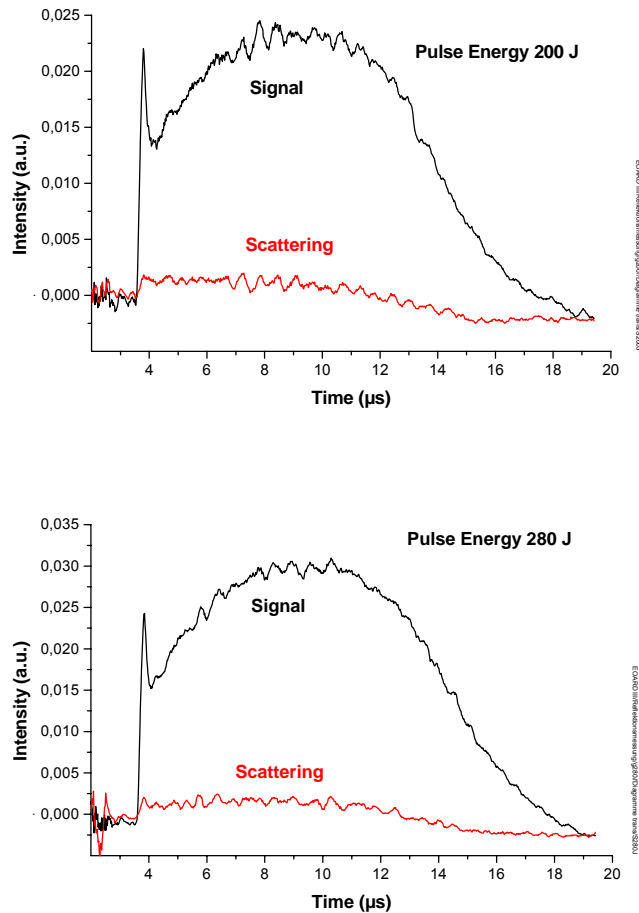 0,025
Pulse Energy 200 J
0,020
Signal
0,015
0,010
0,005
Scattering
0,000
4 6 8 10 12 14 16 18 20
Time (µs)
Intensity (a.u.)
0,035
Pulse Energy 280 J
0,030
Signal
0,025
0,020
0,015
0,010
0,005
Scattering
0,000
4 6 8 10 12 14 16 18 20
Time (µs)
Intensity (a.u.)